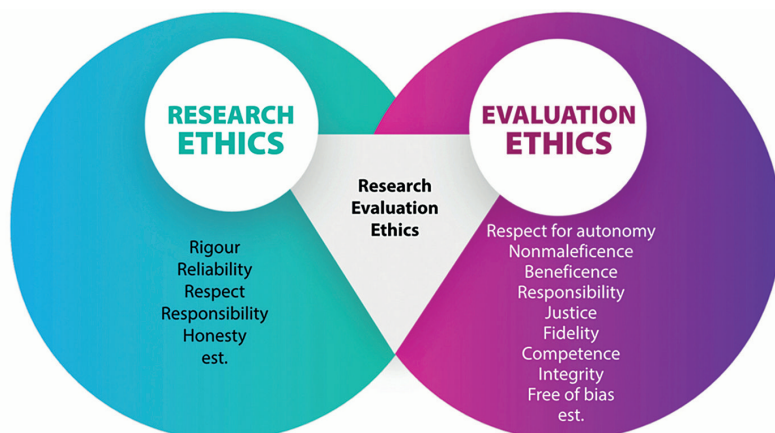 RESEARCH
ETHICS
Rigour
Reliability
Respect
Responsibility
Honesty
est.
Research
Evaluation
Ethics
EVALUATION
ETHICS
Respect for autonomy
Nonmaleficence
Beneficence
Responsibility
Justice
Fidelity
Competence
Integrity
Free of bias
est.